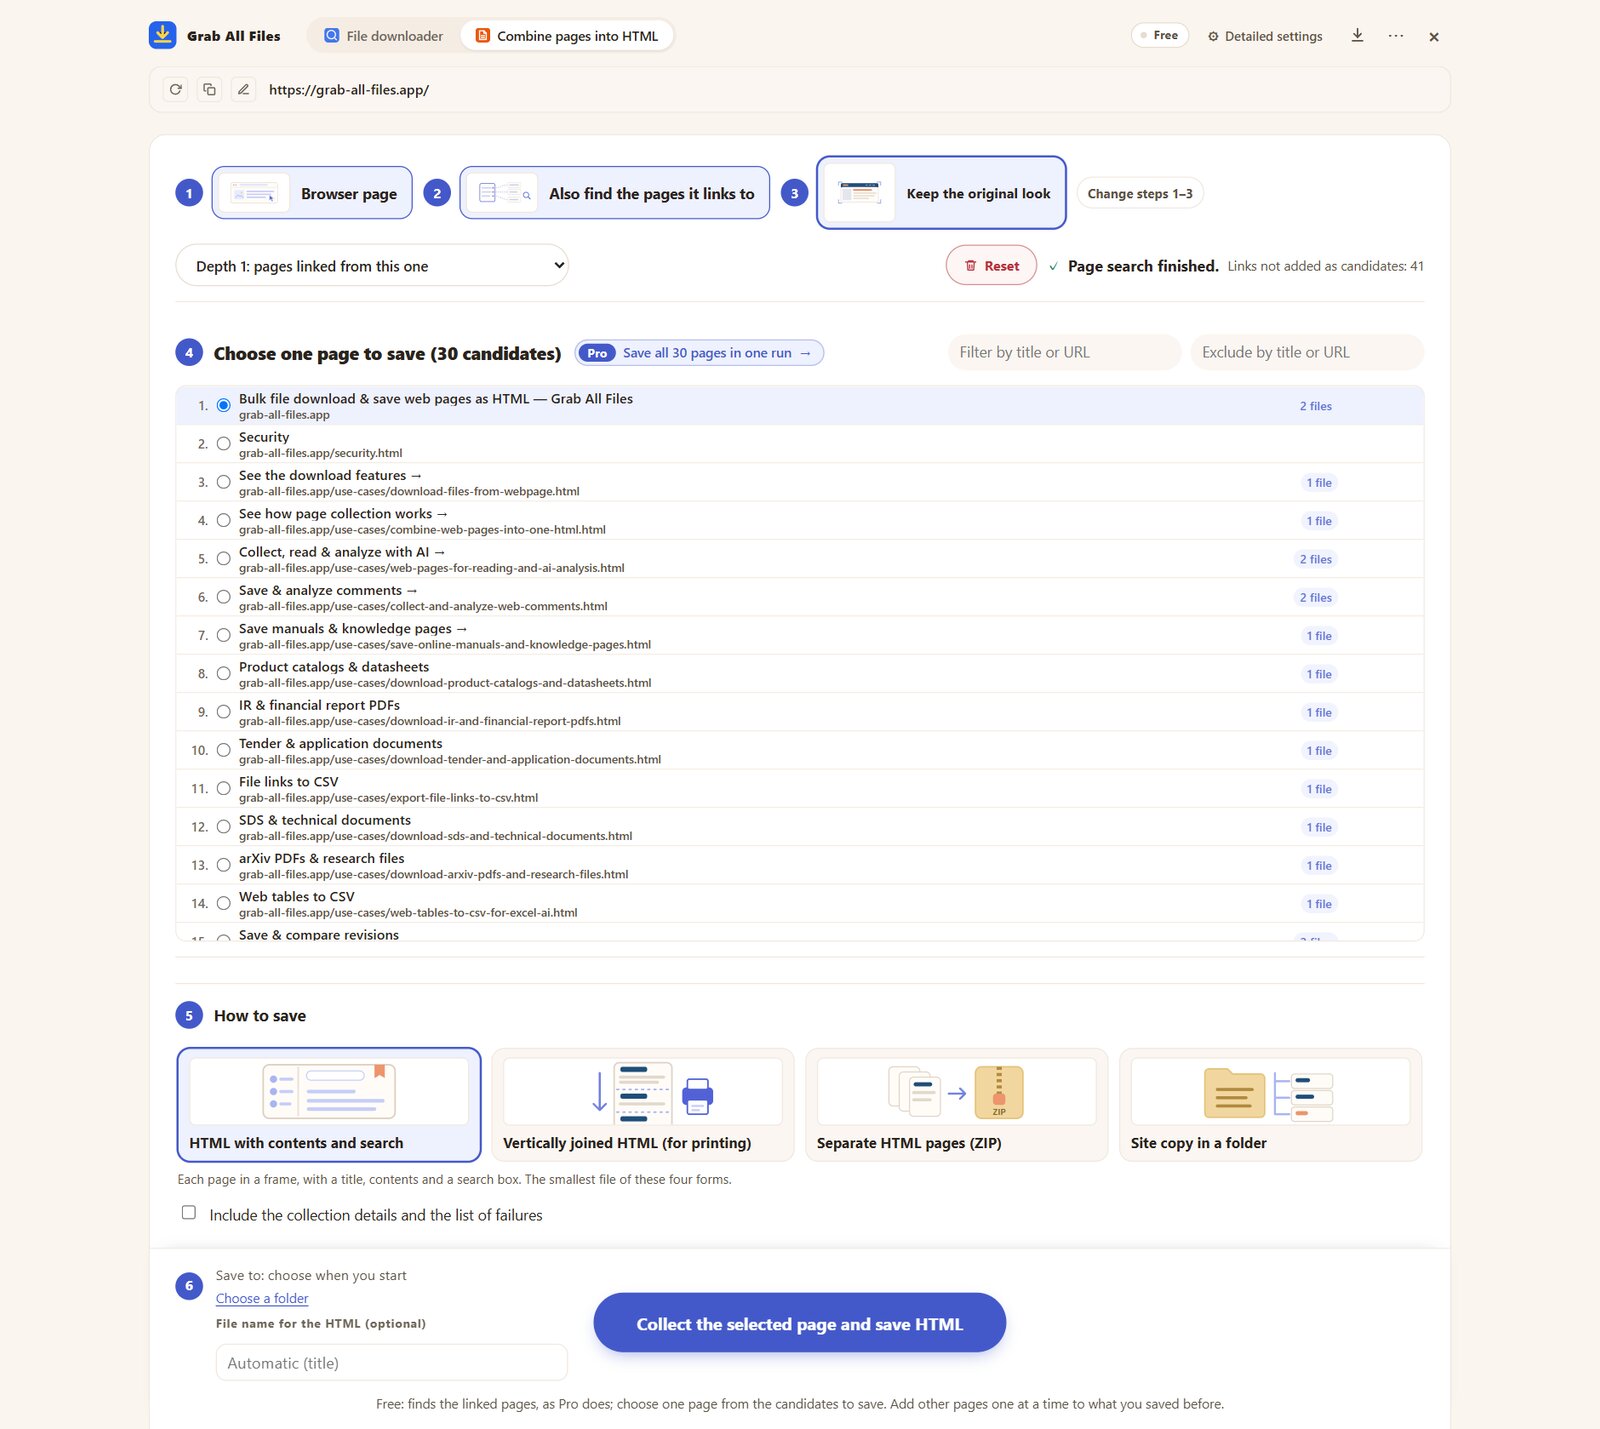 Grab All Files
File downloader
Combine pages into HTML
Free
Detailed settings
https://grab-all-files.app/
1
Browser page
2
Also find the pages it links to
3
Keep the original look
Change steps 1–3
Depth 1: pages linked from this one
Reset
✓ Page search finished. Links not added as candidates: 41
4
Choose one page to save (30 candidates)
Pro Save all 30 pages in one run →
Filter by title or URL
Exclude by title or URL
1. Bulk file download & save web pages as HTML — Grab All Files
grab-all-files.app
2 files
2. Security
grab-all-files.app/security.html
3. See the download features →
grab-all-files.app/use-cases/download-files-from-webpage.html
1 file
4. See how page collection works →
grab-all-files.app/use-cases/combine-web-pages-into-one-html.html
1 file
5. Collect, read & analyze with AI →
grab-all-files.app/use-cases/web-pages-for-reading-and-ai-analysis.html
2 files
6. Save & analyze comments →
grab-all-files.app/use-cases/collect-and-analyze-web-comments.html
2 files
7. Save manuals & knowledge pages →
grab-all-files.app/use-cases/save-online-manuals-and-knowledge-pages.html
1 file
8. Product catalogs & datasheets
grab-all-files.app/use-cases/download-product-catalogs-and-datasheets.html
1 file
9. IR & financial report PDFs
grab-all-files.app/use-cases/download-ir-and-financial-report-pdfs.html
1 file
10. Tender & application documents
grab-all-files.app/use-cases/download-tender-and-application-documents.html
1 file
11. File links to CSV
grab-all-files.app/use-cases/export-file-links-to-csv.html
1 file
12. SDS & technical documents
grab-all-files.app/use-cases/download-sds-and-technical-documents.html
1 file
13. arXiv PDFs & research files
grab-all-files.app/use-cases/download-arxiv-pdfs-and-research-files.html
1 file
14. Web tables to CSV
grab-all-files.app/use-cases/web-tables-to-csv-for-excel-ai.html
1 file
Save & compare revisions
5
How to save
ZIP
HTML with contents and search
Vertically joined HTML (for printing)
Separate HTML pages (ZIP)
Site copy in a folder
Each page in a frame, with a title, contents and a search box. The smallest file of these four forms.
Include the collection details and the list of failures
6
Save to: choose when you start
Choose a folder
File name for the HTML (optional)
Automatic (title)
Collect the selected page and save HTML
Free: finds the linked pages, as Pro does; choose one page from the candidates to save. Add other pages one at a time to what you saved before.